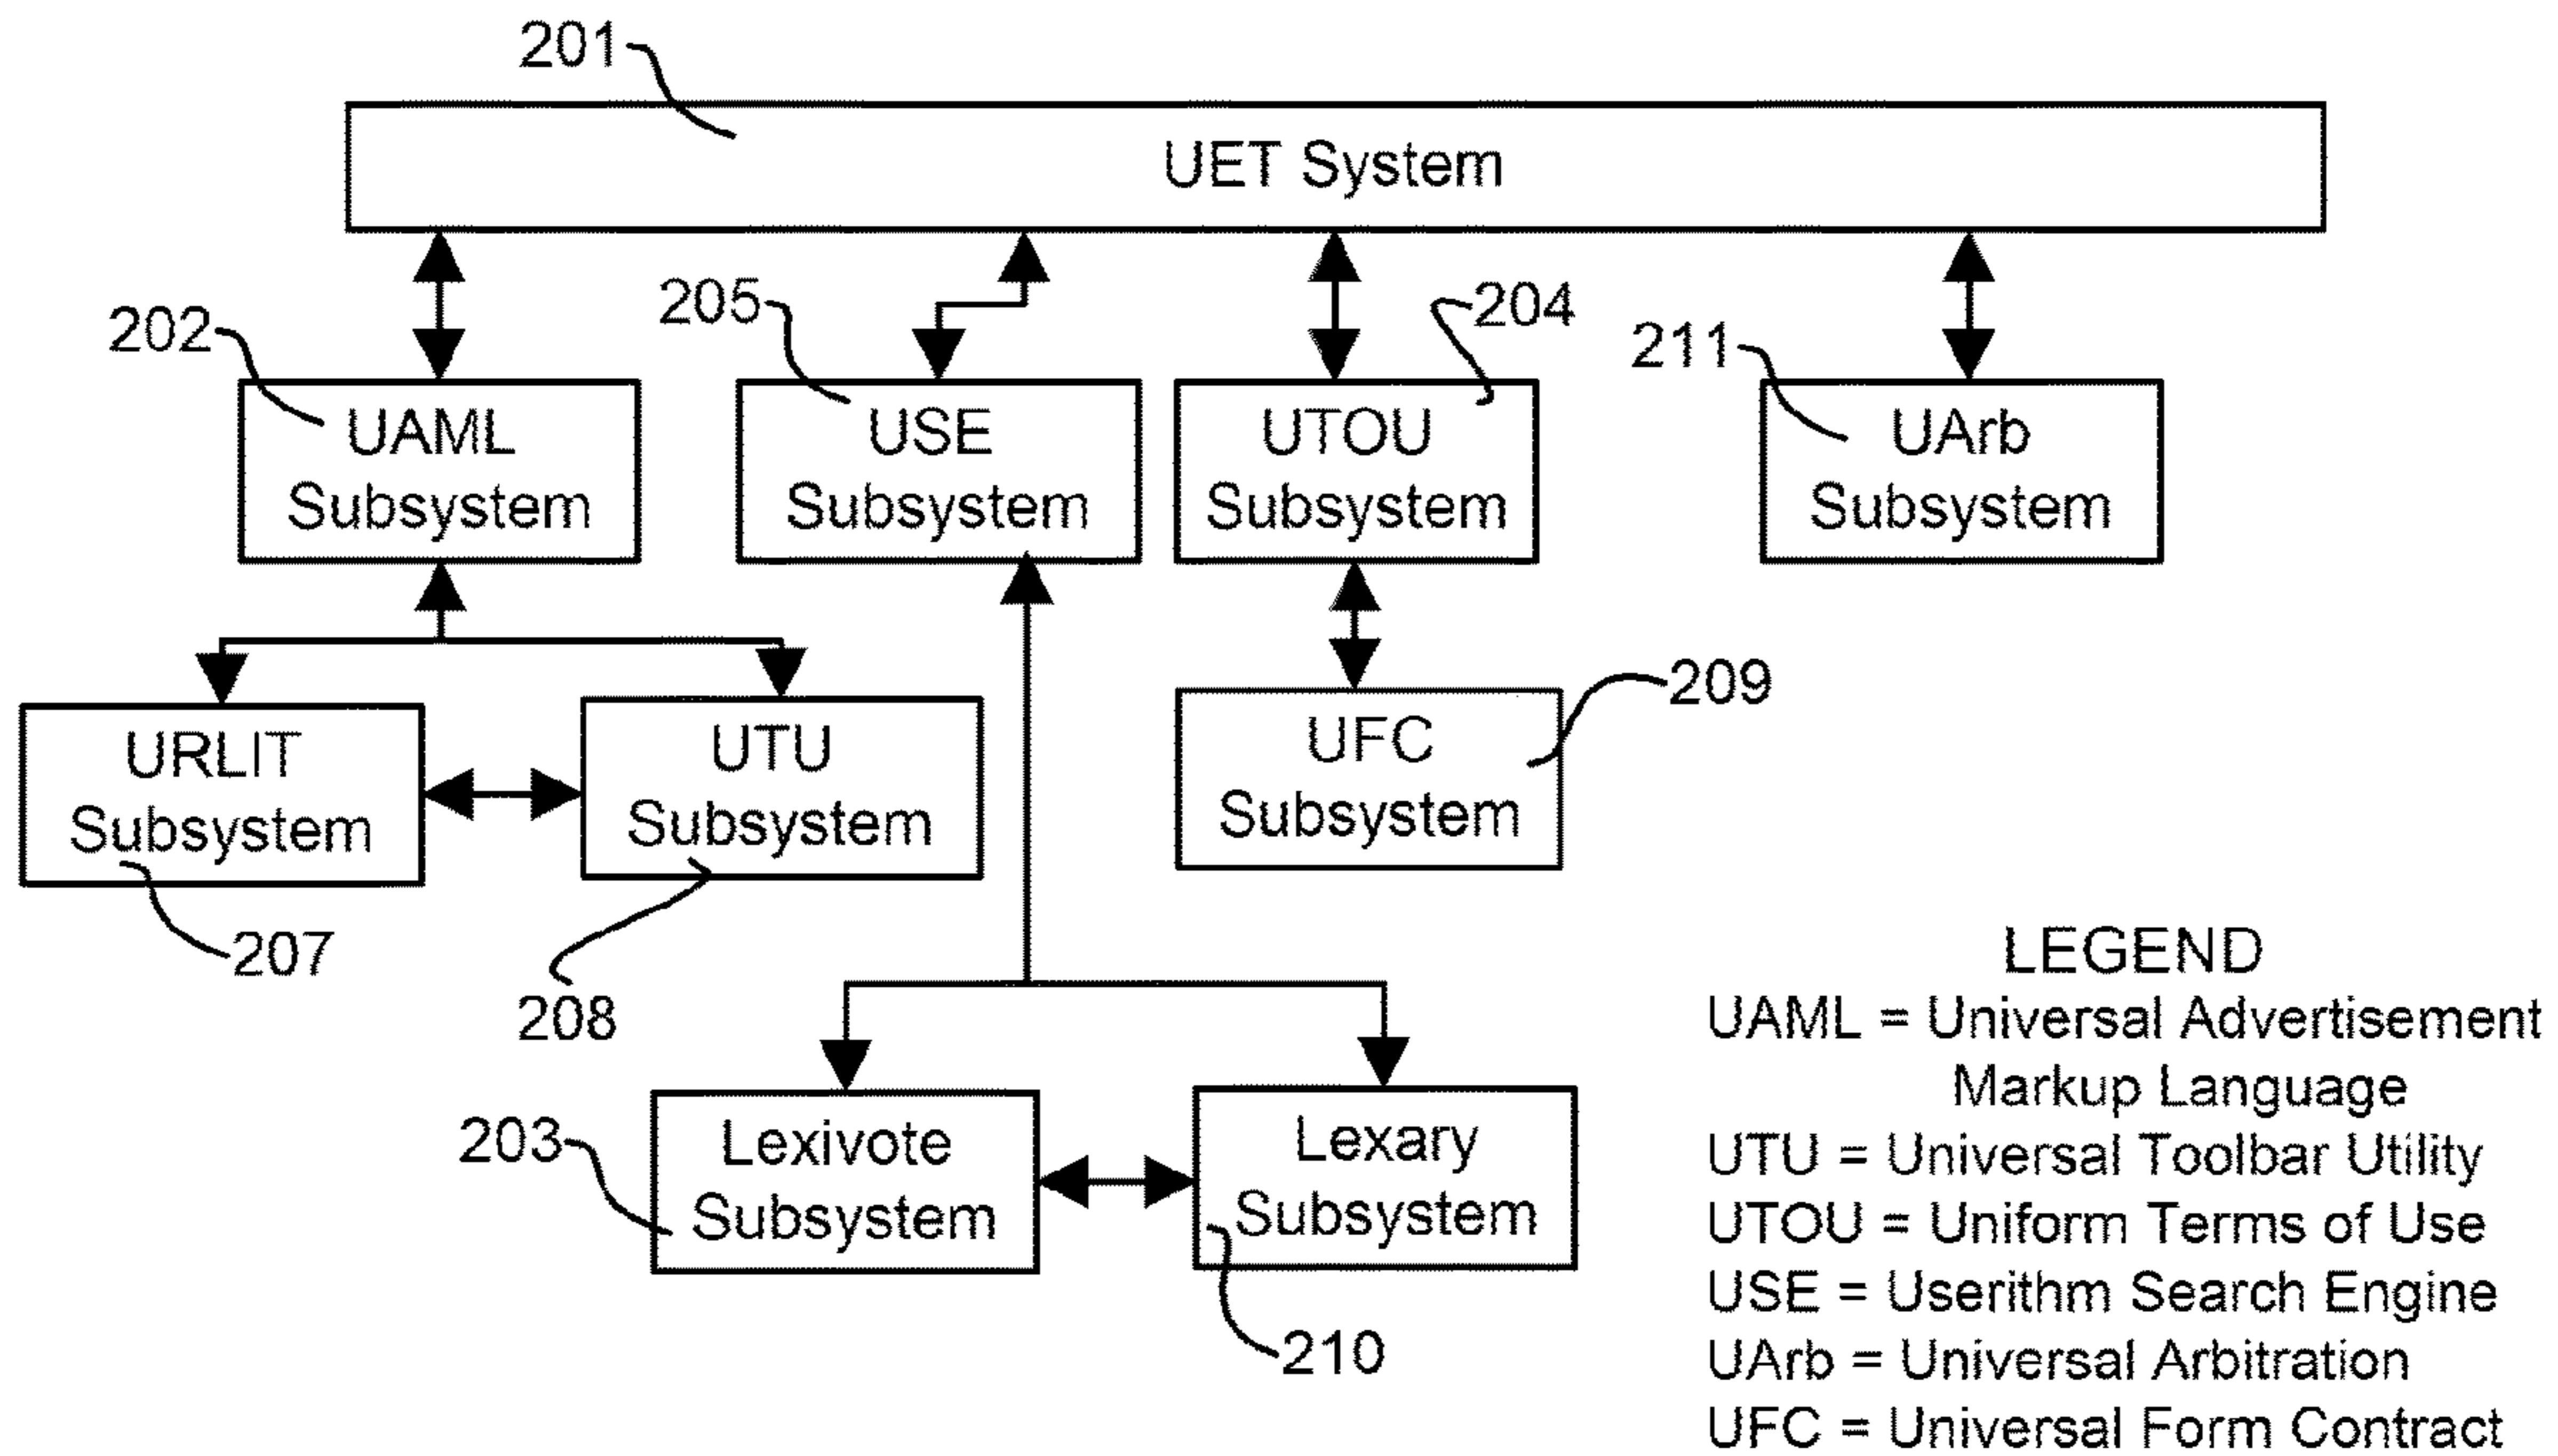 201
UET System
202
205
204
211
UAML
Subsystem
USE
Subsystem
UTOU
Subsystem
UArb
Subsystem
URLIT
Subsystem
UTU
Subsystem
UFC
Subsystem
209
207
208
203
Lexivote
Subsystem
Lexary
Subsystem
210
LEGEND
UAML = Universal Advertisement
Markup Language
UTU = Universal Toolbar Utility
UTOU = Uniform Terms of Use
USE = Userithm Search Engine
UArb = Universal Arbitration
UFC = Universal Form Contract